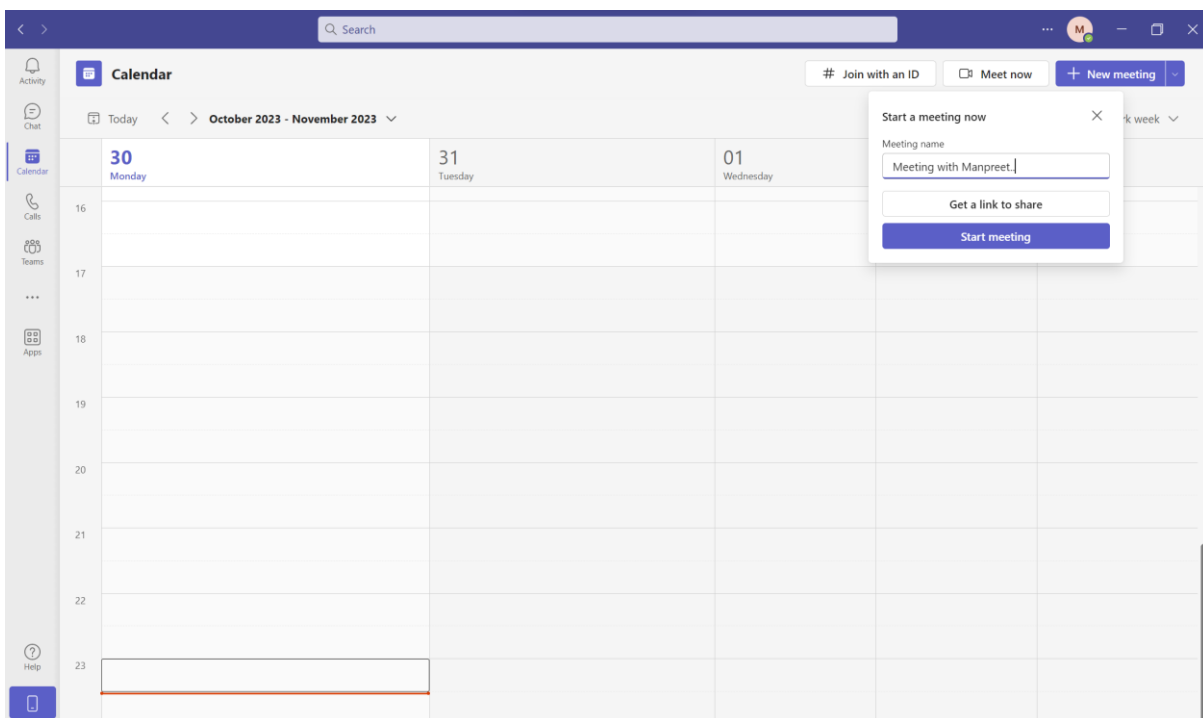 Search
M
Activity
Chat
Calendar
Calls
Teams
Apps
Help
Calendar
# Join with an ID
Meet now
+ New meeting
Today
October 2023 - November 2023
k week
Start a meeting now
Meeting name
Meeting with Manpreet..
Get a link to share
Start meeting
30
Monday
31
Tuesday
01
Wednesday
16
17
18
19
20
21
22
23